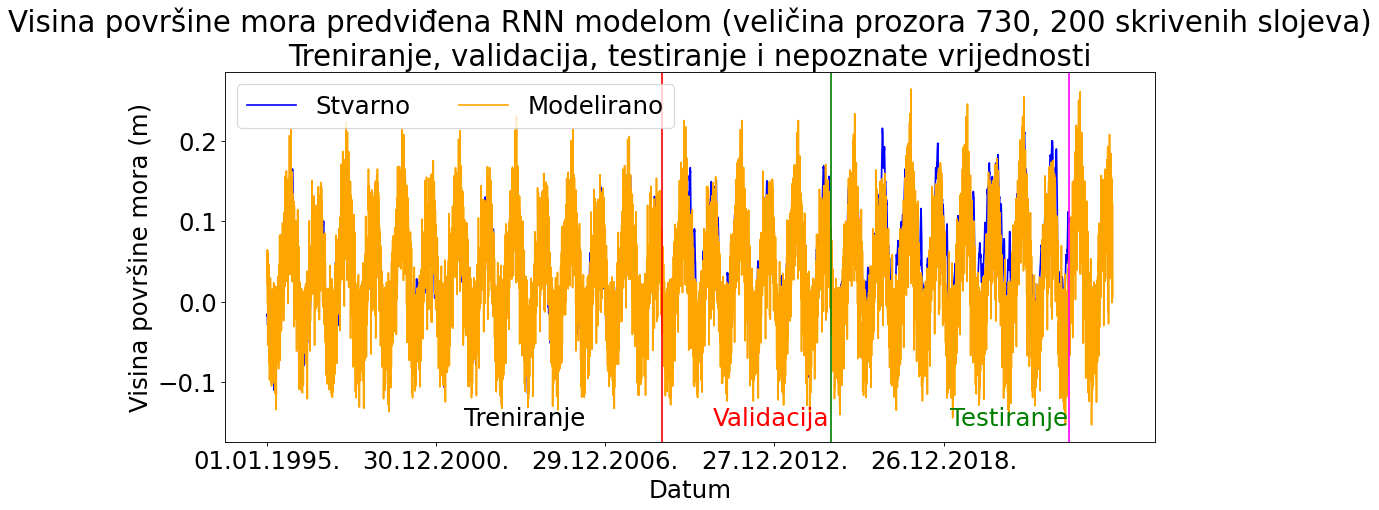 Visina površine mora predviđena RNN modelom (veličina prozora 730, 200 skrivenih slojeva)
Treniranje, validacija, testiranje i nepoznate vrijednosti
Stvarno
Modelirano
Visina površine mora (m)
0.2
0.1
0.0
−0.1
Treniranje
Validacija
Testiranje
01.01.1995.
30.12.2000.
29.12.2006.
27.12.2012.
26.12.2018.
Datum